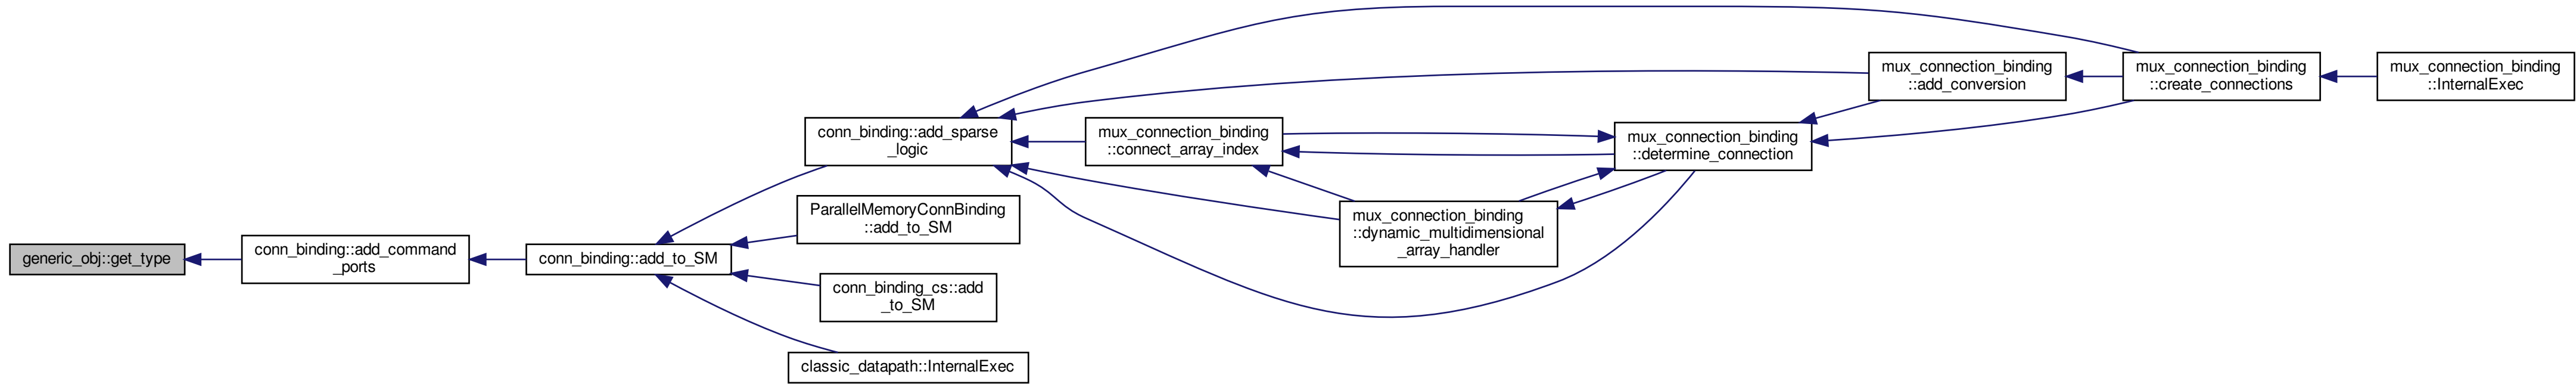 generic_obj::get_type
conn_binding::add_command
_ports
conn_binding::add_to_SM
conn_binding::add_sparse
_logic
ParallelMemoryConnBinding
::add_to_SM
conn_binding_cs::add
_to_SM
classic_datapath::InternalExec
mux_connection_binding
::connect_array_index
mux_connection_binding
::dynamic_multidimensional
_array_handler
mux_connection_binding
::determine_connection
mux_connection_binding
::add_conversion
mux_connection_binding
::create_connections
mux_connection_binding
::InternalExec